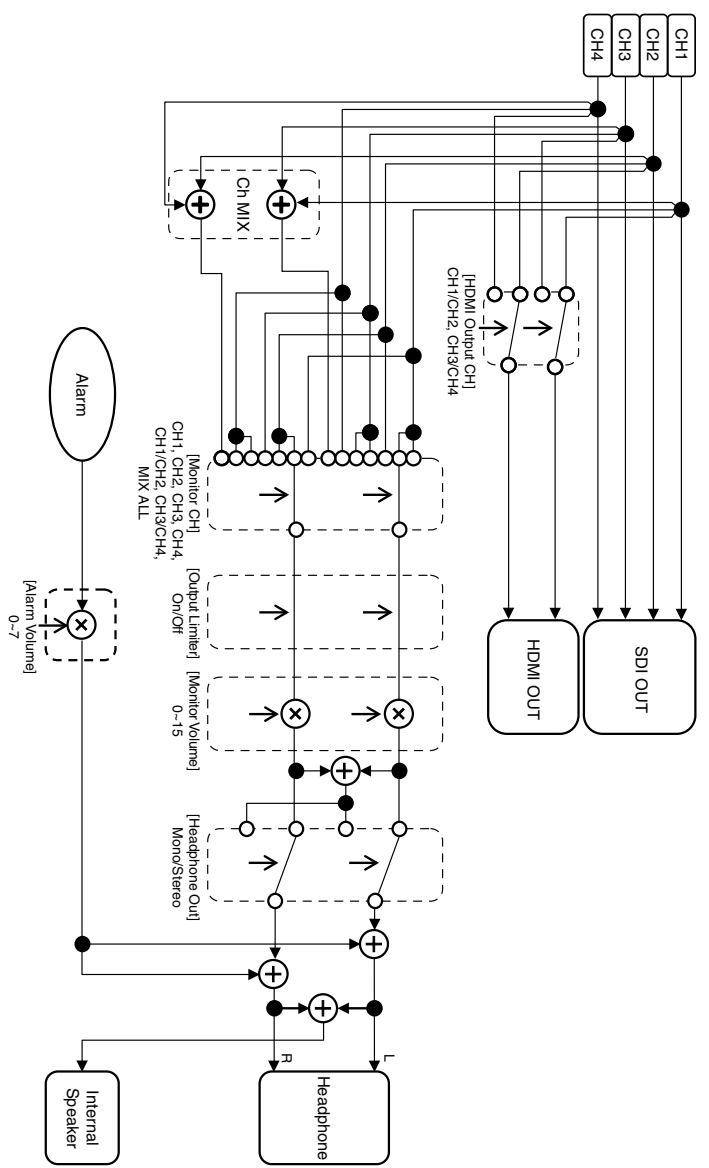 CH1
CH2
CH3
CH4
SDI OUT
HDMI OUT
[HDMI Output CH]
CH1/CH2, CH3/CH4
Ch MIX
[Monitor CH]
CH1, CH2, CH3, CH4,
CH1/CH2, CH3/CH4,
MIX ALL
[Output Limiter]
On/Off
[Monitor Volume]
0~15
[Headphone Out]
Mono/Stereo
L
R
Headphone
Alarm
[Alarm Volume]
0~7
Internal
Speaker